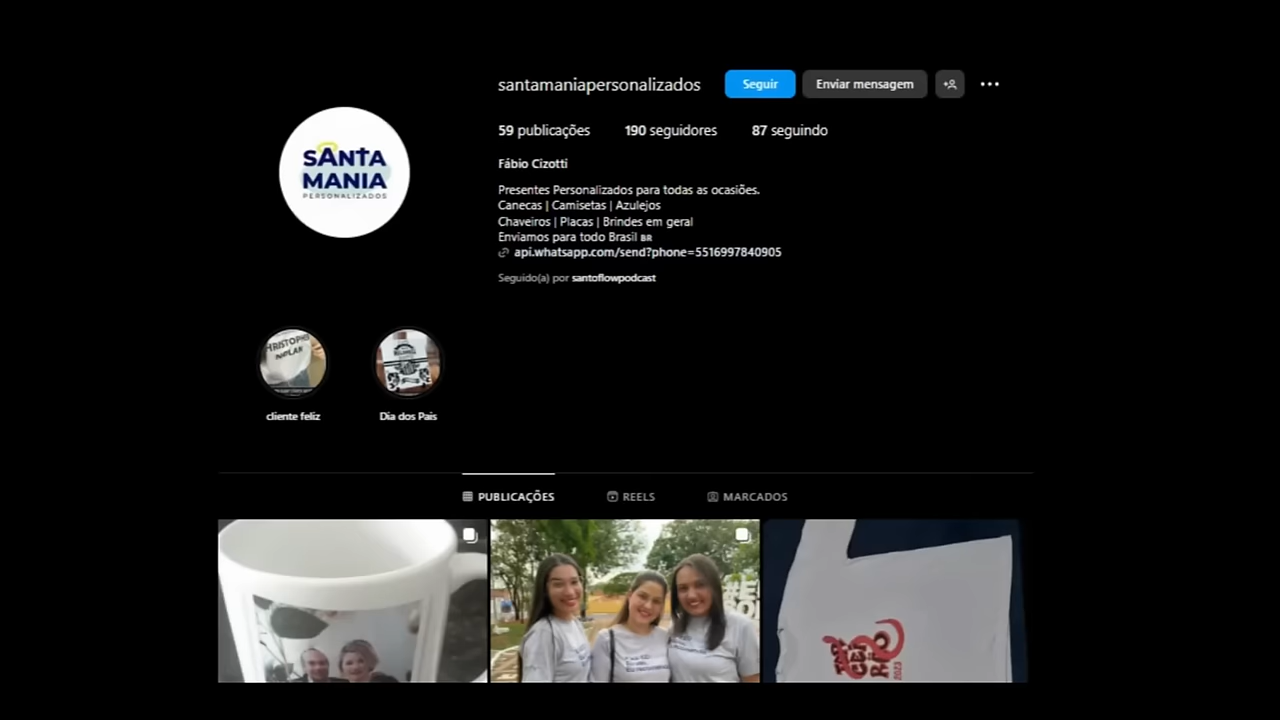 santamaniapersonalizados Seguir Enviar mensagem
59 publicações 190 seguidores 87 seguindo
Fábio Cizotti
SANTA
MANIA
PERSONALIZADOS
Presentes Personalizados para todas as ocasiões.
Canecas | Camisetas | Azulejos
Chaveiros | Placas | Brindes em geral
Enviamos para todo Brasil BR
api.whatsapp.com/send?phone=5516997840905
Seguido(a) por santoflowpodcast
cliente feliz Dia dos Pais
PUBLICAÇÕES REELS MARCADOS
2023